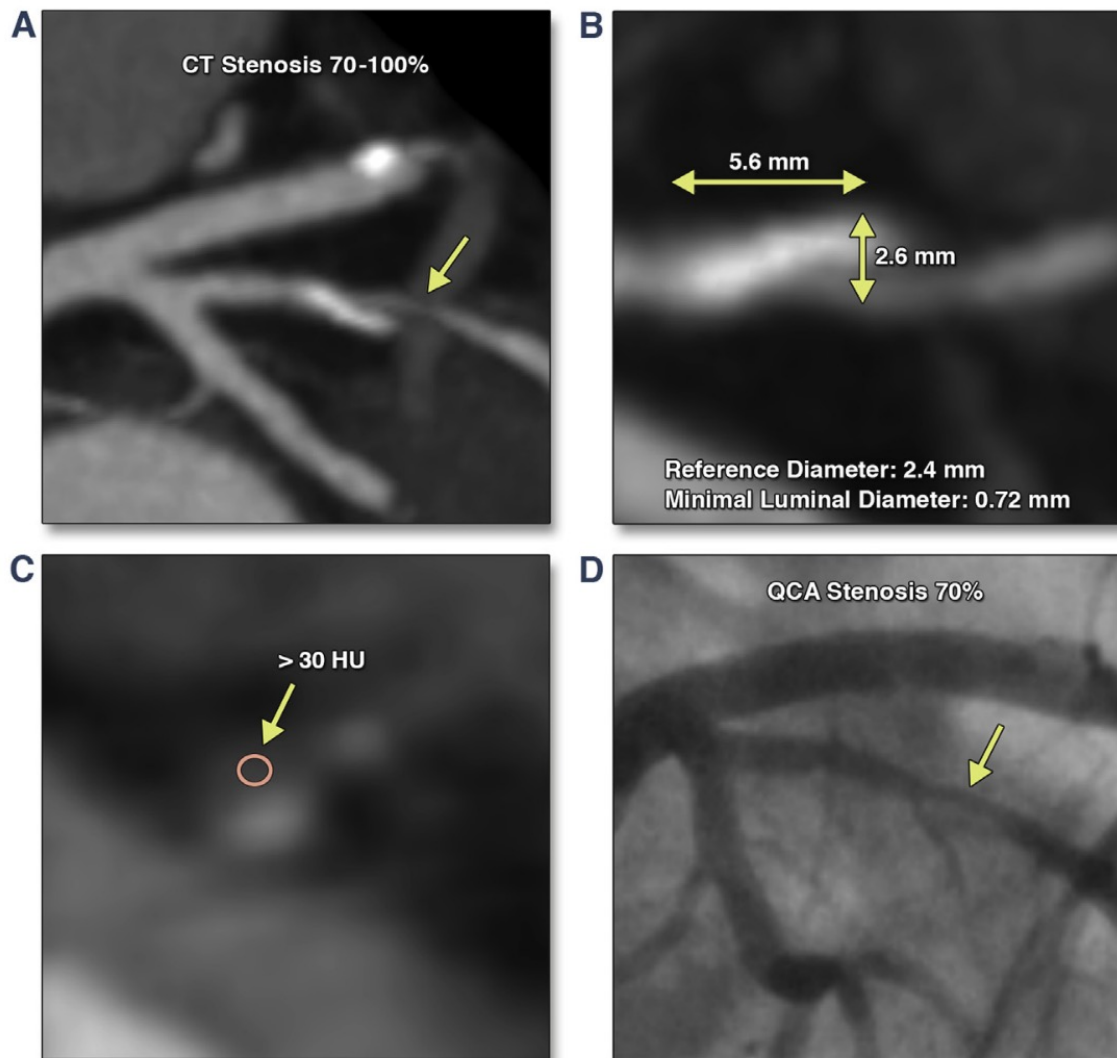 A
CT Stenosis 70-100%
B
5.6 mm
2.6 mm
Reference Diameter: 2.4 mm
Minimal Luminal Diameter: 0.72 mm
C
> 30 HU
D
QCA Stenosis 70%